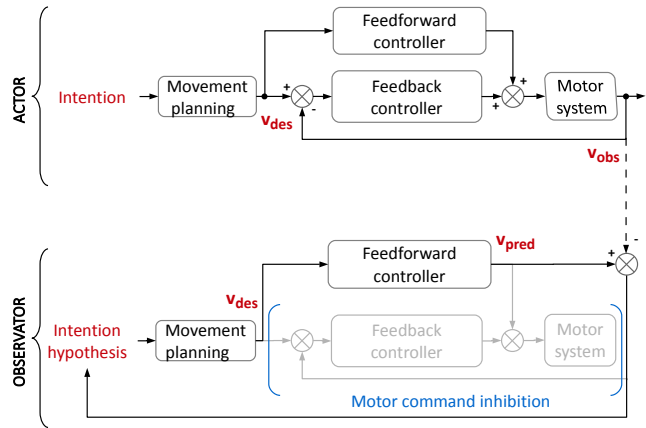 ACTOR
Intention
Movement
planning
v_des
+
-
Feedforward
controller
Feedback
controller
+
+
Motor
system
v_obs
OBSERVATOR
Intention
hypothesis
Movement
planning
v_des
Feedforward
controller
v_pred
+
-
Feedback
controller
Motor
system
Motor command inhibition